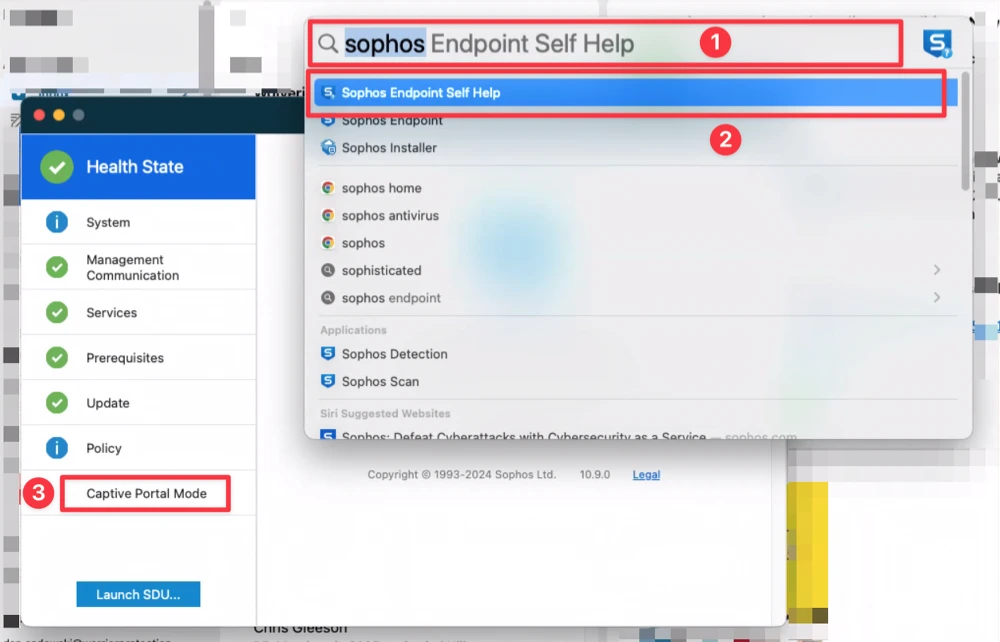 sophos Endpoint Self Help
1
Sophos Endpoint Self Help
Sophos Endpoint
2
Sophos Installer
sophos home
sophos antivirus
sophos
sophisticated
sophos endpoint
Applications
Sophos Detection
Sophos Scan
Siri Suggested Websites
Sophos: Defeat Cyberattacks with Cybersecurity as a Service — sophos.com
Health State
System
Management
Communication
Services
Prerequisites
Update
Policy
3
Captive Portal Mode
Launch SDU...
Copyright © 1993-2024 Sophos Ltd. 10.9.0 Legal
Chris Gleeson